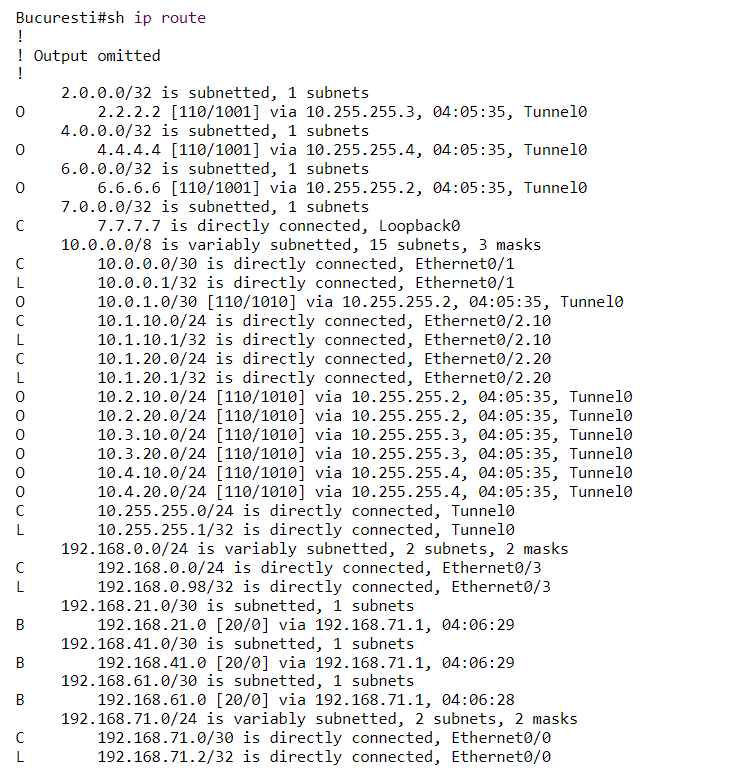 Bucuresti#sh ip route
!
! Output omitted
!
     2.0.0.0/32 is subnetted, 1 subnets
O        2.2.2.2 [110/1001] via 10.255.255.3, 04:05:35, Tunnel0
     4.0.0.0/32 is subnetted, 1 subnets
O        4.4.4.4 [110/1001] via 10.255.255.4, 04:05:35, Tunnel0
     6.0.0.0/32 is subnetted, 1 subnets
O        6.6.6.6 [110/1001] via 10.255.255.2, 04:05:35, Tunnel0
     7.0.0.0/32 is subnetted, 1 subnets
C        7.7.7.7 is directly connected, Loopback0
     10.0.0.0/8 is variably subnetted, 15 subnets, 3 masks
C        10.0.0.0/30 is directly connected, Ethernet0/1
L        10.0.0.1/32 is directly connected, Ethernet0/1
O        10.0.1.0/30 [110/1010] via 10.255.255.2, 04:05:35, Tunnel0
C        10.1.10.0/24 is directly connected, Ethernet0/2.10
L        10.1.10.1/32 is directly connected, Ethernet0/2.10
C        10.1.20.0/24 is directly connected, Ethernet0/2.20
L        10.1.20.1/32 is directly connected, Ethernet0/2.20
O        10.2.10.0/24 [110/1010] via 10.255.255.2, 04:05:35, Tunnel0
O        10.2.20.0/24 [110/1010] via 10.255.255.2, 04:05:35, Tunnel0
O        10.3.10.0/24 [110/1010] via 10.255.255.3, 04:05:35, Tunnel0
O        10.3.20.0/24 [110/1010] via 10.255.255.3, 04:05:35, Tunnel0
O        10.4.10.0/24 [110/1010] via 10.255.255.4, 04:05:35, Tunnel0
O        10.4.20.0/24 [110/1010] via 10.255.255.4, 04:05:35, Tunnel0
C        10.255.255.0/24 is directly connected, Tunnel0
L        10.255.255.1/32 is directly connected, Tunnel0
     192.168.0.0/24 is variably subnetted, 2 subnets, 2 masks
C        192.168.0.0/24 is directly connected, Ethernet0/3
L        192.168.0.98/32 is directly connected, Ethernet0/3
     192.168.21.0/30 is subnetted, 1 subnets
B        192.168.21.0 [20/0] via 192.168.71.1, 04:06:29
     192.168.41.0/30 is subnetted, 1 subnets
B        192.168.41.0 [20/0] via 192.168.71.1, 04:06:29
     192.168.61.0/30 is subnetted, 1 subnets
B        192.168.61.0 [20/0] via 192.168.71.1, 04:06:28
     192.168.71.0/24 is variably subnetted, 2 subnets, 2 masks
C        192.168.71.0/30 is directly connected, Ethernet0/0
L        192.168.71.2/32 is directly connected, Ethernet0/0